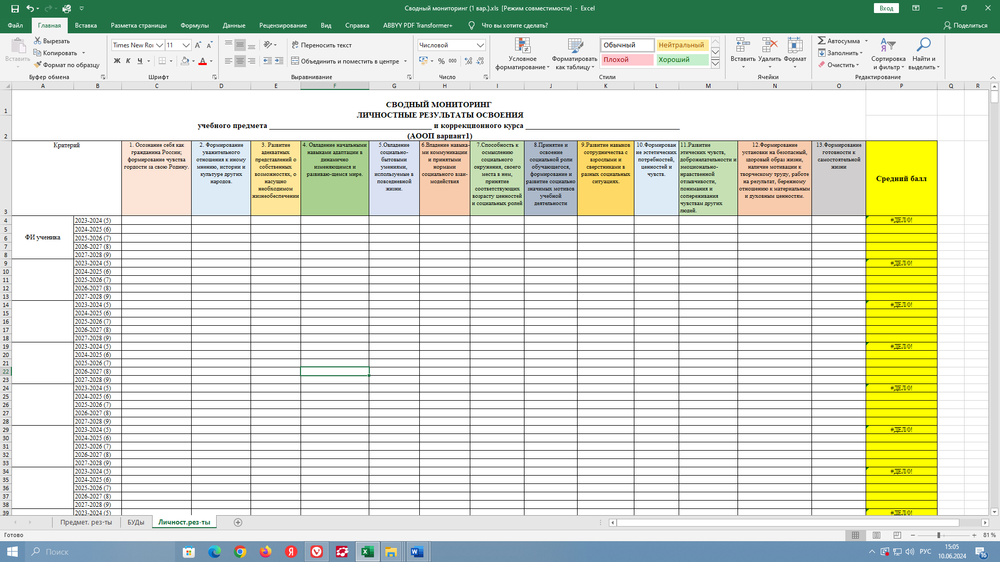 Сводный мониторинг (1 вар.).xls  [Режим совместимости]  -  Excel
Вход
Файл
Главная
Вставка
Разметка страницы
Формулы
Данные
Рецензирование
Вид
Справка
ABBYY PDF Transformer+
Что вы хотите сделать?
Поделиться
Вставить
Вырезать
Копировать
Формат по образцу
Буфер обмена
Times New Ro
11
Ж К Ч
Шрифт
Переносить текст
Объединить и поместить в центре
Выравнивание
Числовой
% 000
Число
Условное
форматирование
Форматировать
как таблицу
Обычный
Нейтральный
Плохой
Хороший
Стили
Вставить
Удалить
Формат
Ячейки
Автосумма
Заполнить
Очистить
Сортировка
и фильтр
Найти и
выделить
Редактирование
A B C D E F G H I J K L M N O P Q R
СВОДНЫЙ МОНИТОРИНГ
ЛИЧНОСТНЫЕ РЕЗУЛЬТАТЫ ОСВОЕНИЯ
учебного предмета ________________________________________ и коррекционного курса ______________________________________
(АООП вариант1)
Критерий
1. Осознание себя как
гражданина России;
формирование чувства
гордости за свою Родину.
2. Формирование
уважительного
отношения к иному
мнению, истории и
культуре других
народов.
3. Развитие
адекватных
представлений о
собственных
возможностях, о
насущно
необходимом
жизнеобеспечении
4. Овладение начальными
навыками адаптации в
динамично
изменяющемся и
развиваю-щемся мире.
5.Овладение
социально-
бытовыми
умениями,
используемые в
повседневной
жизни.
6.Владение навыка-
ми коммуникации
и принятыми
нормами
социального взаи-
модействия
7.Способность к
осмыслению
социального
окружения, своего
места в нем,
принятие
соответствующих
возрасту ценностей
и социальных ролей
8.Принятие и
освоение
социальной роли
обучающегося,
формирование и
развитие социально
значимых мотивов
учебной
деятельности
9.Развитие навыков
сотрудничества с
взрослыми и
сверстниками в
разных социальных
ситуациях.
10.Формирован
ие эстетических
потребностей,
ценностей и
чувств.
11.Развитие
этических чувств,
доброжелательности и
эмоционально-
нравственной
отзывчивости,
понимания и
сопереживания
чувствам других
людей.
12.Формирование
установки на безопасный,
здоровый образ жизни,
наличие мотивации к
творческому труду, работе
на результат, бережному
отношению к материальным
и духовным ценностям.
13.Формирование
готовности к
самостоятельной
жизни
Средний балл
1
2
3
4 2023-2024 (5) #ДЕЛ/0!
5 2024-2025 (6)
6 ФИ ученика 2025-2026 (7)
7 2026-2027 (8)
8 2027-2028 (9)
9 2023-2024 (5) #ДЕЛ/0!
10 2024-2025 (6)
11 2025-2026 (7)
12 2026-2027 (8)
13 2027-2028 (9)
14 2023-2024 (5) #ДЕЛ/0!
15 2024-2025 (6)
16 2025-2026 (7)
17 2026-2027 (8)
18 2027-2028 (9)
19 2023-2024 (5) #ДЕЛ/0!
20 2024-2025 (6)
21 2025-2026 (7)
22 2026-2027 (8)
23 2027-2028 (9)
24 2023-2024 (5) #ДЕЛ/0!
25 2024-2025 (6)
26 2025-2026 (7)
27 2026-2027 (8)
28 2027-2028 (9)
29 2023-2024 (5) #ДЕЛ/0!
30 2024-2025 (6)
31 2025-2026 (7)
32 2026-2027 (8)
33 2027-2028 (9)
34 2023-2024 (5) #ДЕЛ/0!
35 2024-2025 (6)
36 2025-2026 (7)
37 2026-2027 (8)
38 2027-2028 (9)
39 2023-2024 (5) #ДЕЛ/0!
Предмет. рез-ты
БУДы
Личност.рез-ты
Готово
81 %
Поиск
РУС
15:05
10.06.2024
16